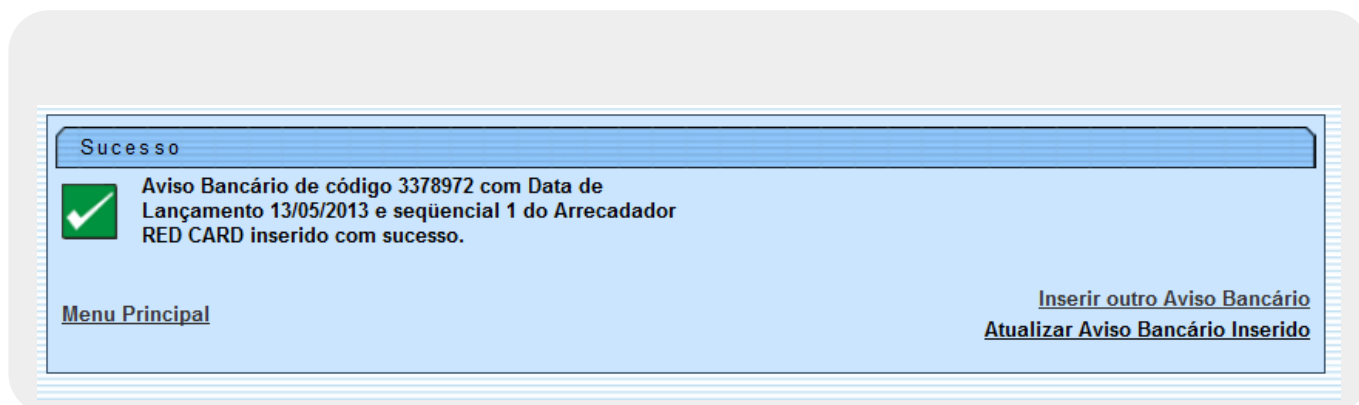 Sucesso
Aviso Bancário de código 3378972 com Data de
Lançamento 13/05/2013 e seqüencial 1 do Arrecadador
RED CARD inserido com sucesso.
Inserir outro Aviso Bancário
Menu Principal
Atualizar Aviso Bancário Inserido